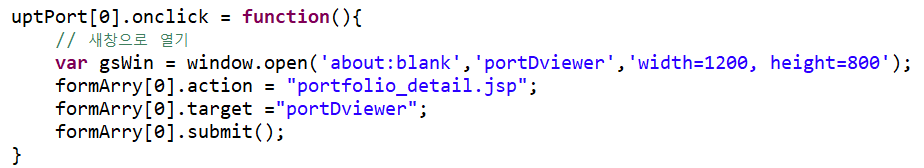 uptPort[0].onclick = function(){
// 새창으로 열기
var gsWin = window.open('about:blank','portDviewer','width=1200, height=800');
formArry[0].action = "portfolio_detail.jsp";
formArry[0].target ="portDviewer";
formArry[0].submit();
}